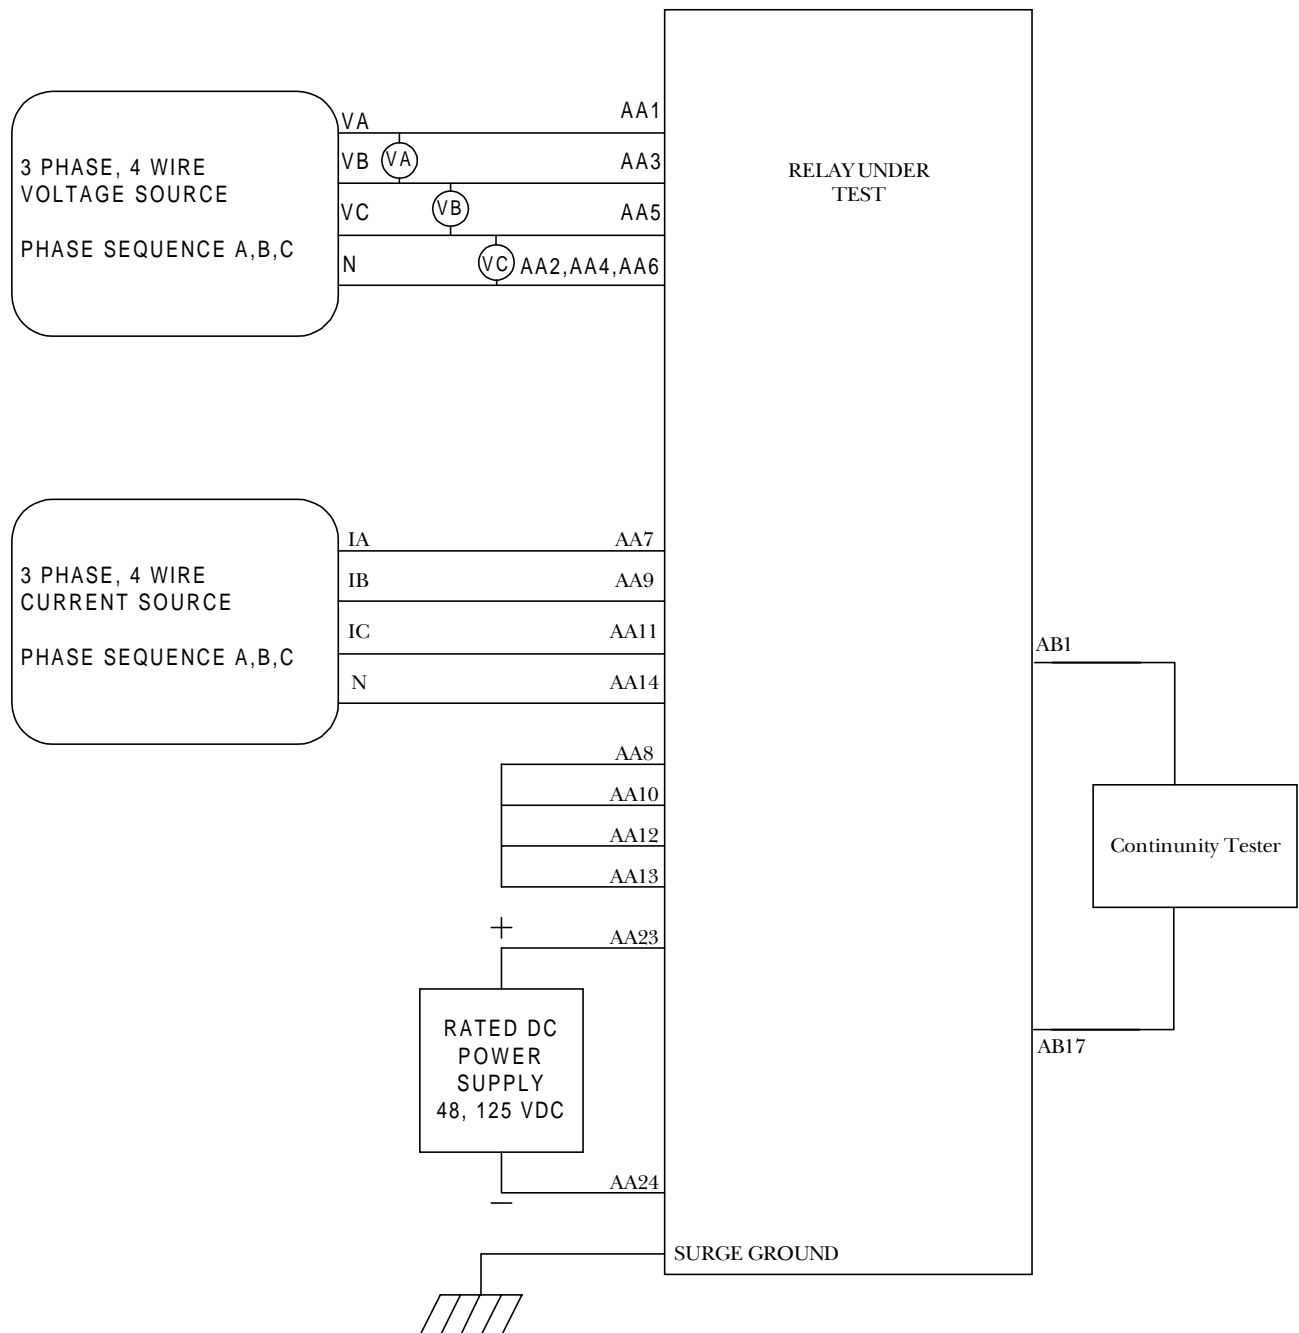 3 PHASE, 4 WIRE
VOLTAGE SOURCE
PHASE SEQUENCE A,B,C
VA
VB
VC
N
VA
VB
VC
AA1
AA3
AA5
AA2,AA4,AA6
RELAY UNDER
TEST
3 PHASE, 4 WIRE
CURRENT SOURCE
PHASE SEQUENCE A,B,C
IA
IB
IC
N
AA7
AA9
AA11
AA14
AA8
AA10
AA12
AA13
+
AA23
RATED DC
POWER
SUPPLY
48, 125 VDC
AA24
—
SURGE GROUND
AB1
Continunity Tester
AB17